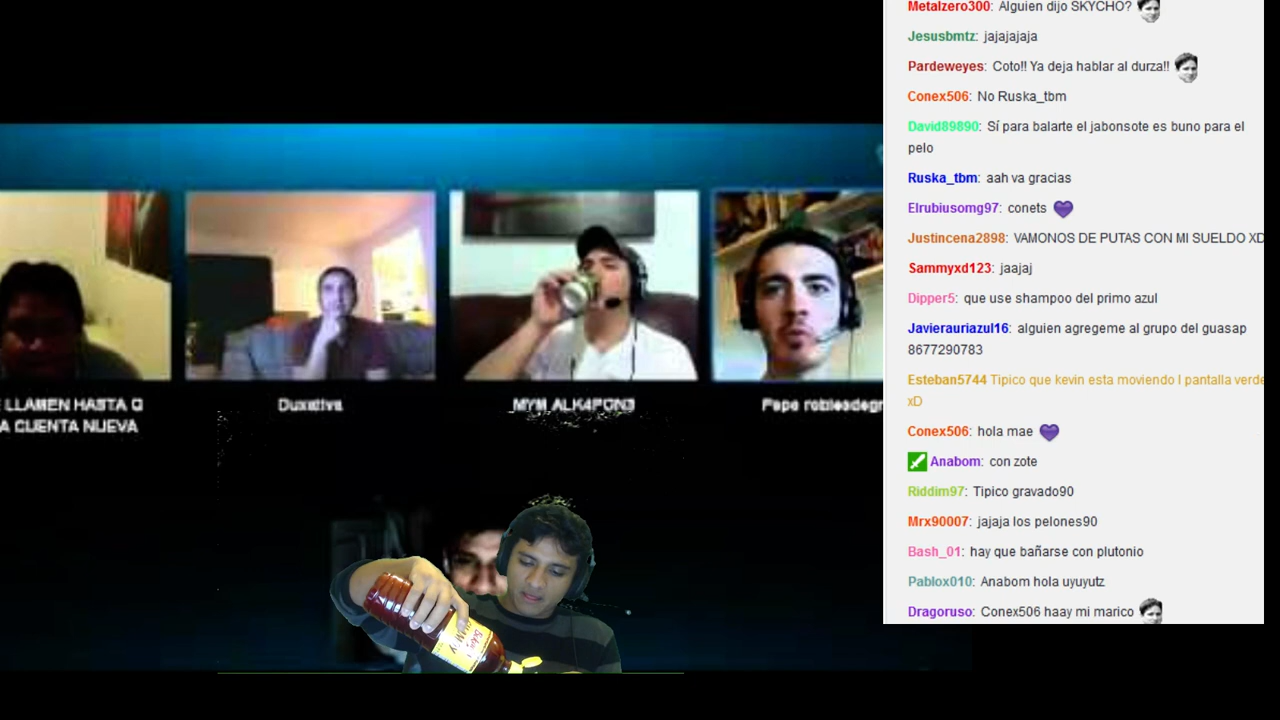 LLAMEN HASTA Q
A CUENTA NUEVA
Duxativa
MYM ALK4PON3
Pepe roblesdegr
Metalzero300: Alguien dijo SKYCHO?
Jesusbmtz: jajajajaja
Pardeweyes: Coto!! Ya deja hablar al durza!!
Conex506: No Ruska_tbm
David89890: Sí para balarte el jabonsote es buno para el
pelo
Ruska_tbm: aah va gracias
Elrubiusomg97: conets
Justincena2898: VAMONOS DE PUTAS CON MI SUELDO XD
Sammyxd123: jaajaj
Dipper5: que use shampoo del primo azul
Javierauriazul16: alguien agregeme al grupo del guasap
8677290783
Esteban5744 Tipico que kevin esta moviendo l pantalla verde
xD
Conex506: hola mae
Anabom: con zote
Riddim97: Tipico gravado90
Mrx90007: jajaja los pelones90
Bash_01: hay que bañarse con plutonio
Pablox010: Anabom hola uyuyutz
Dragoruso: Conex506 haay mi marico